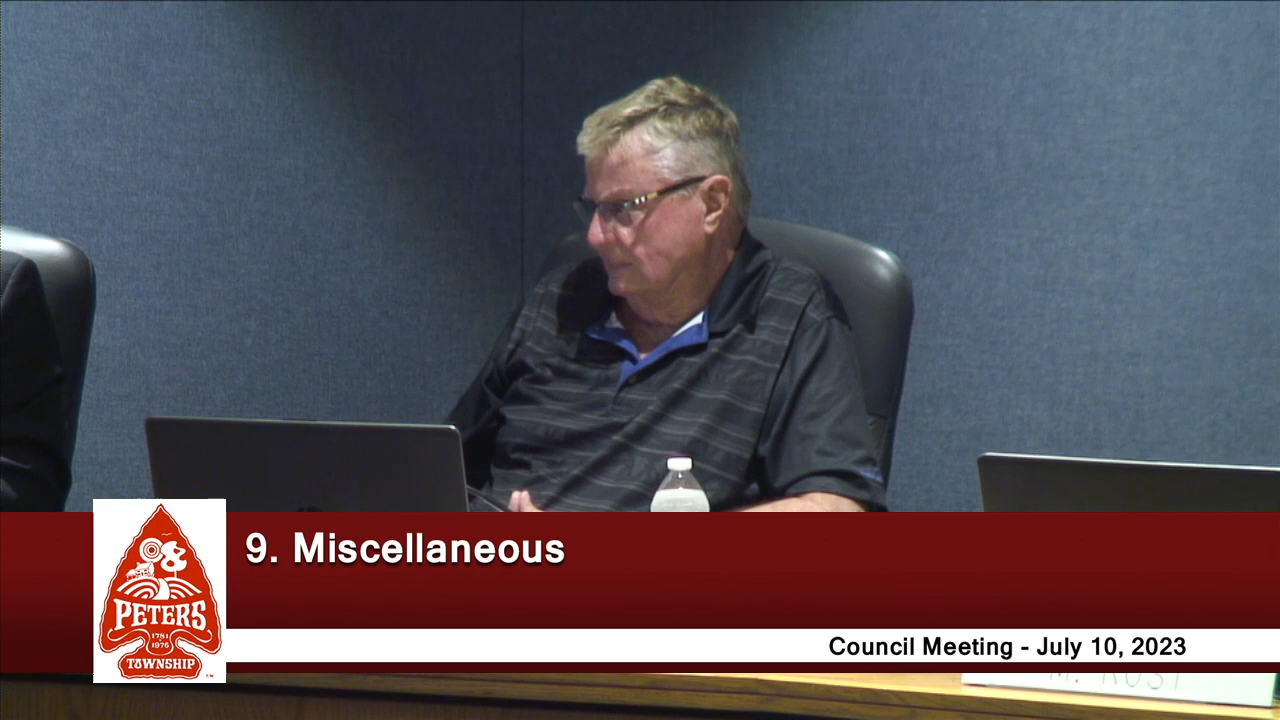 9. Miscellaneous
PETERS
1781
1976
TOWNSHIP
Council Meeting - July 10, 2023